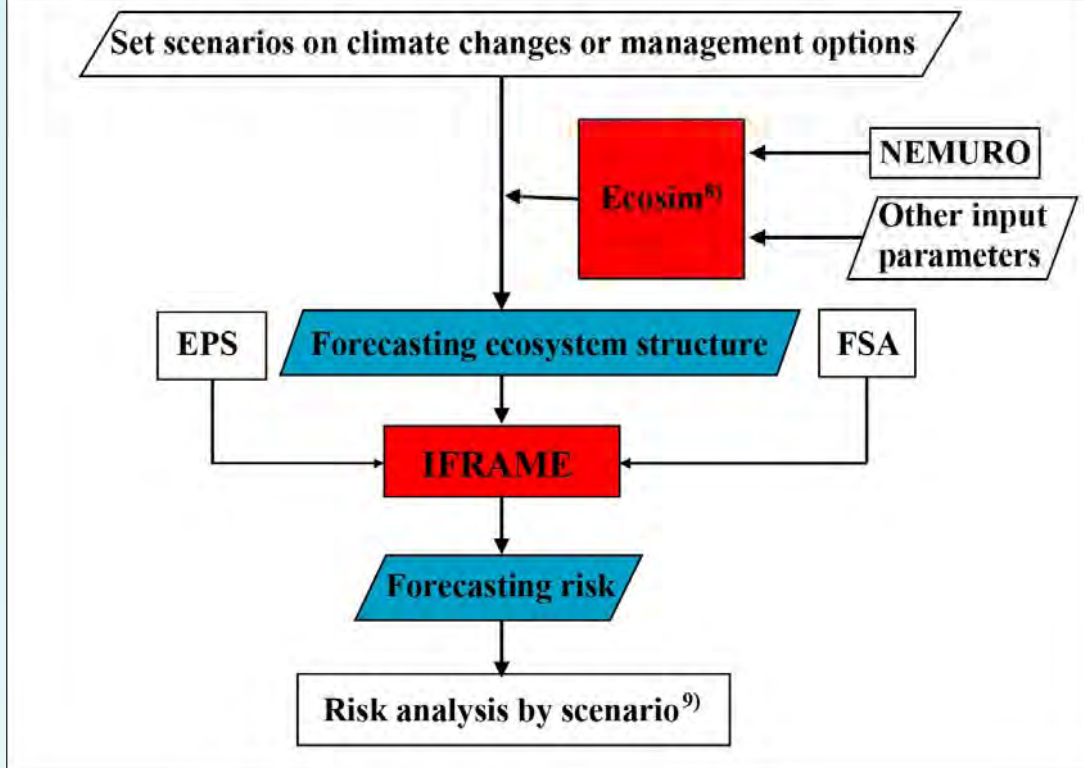 Set scenarios on climate changes or management options
NEMURO
Ecosim8)
Other input
parameters
EPS
Forecasting ecosystem structure
FSA
IFRAME
Forecasting risk
Risk analysis by scenario9)